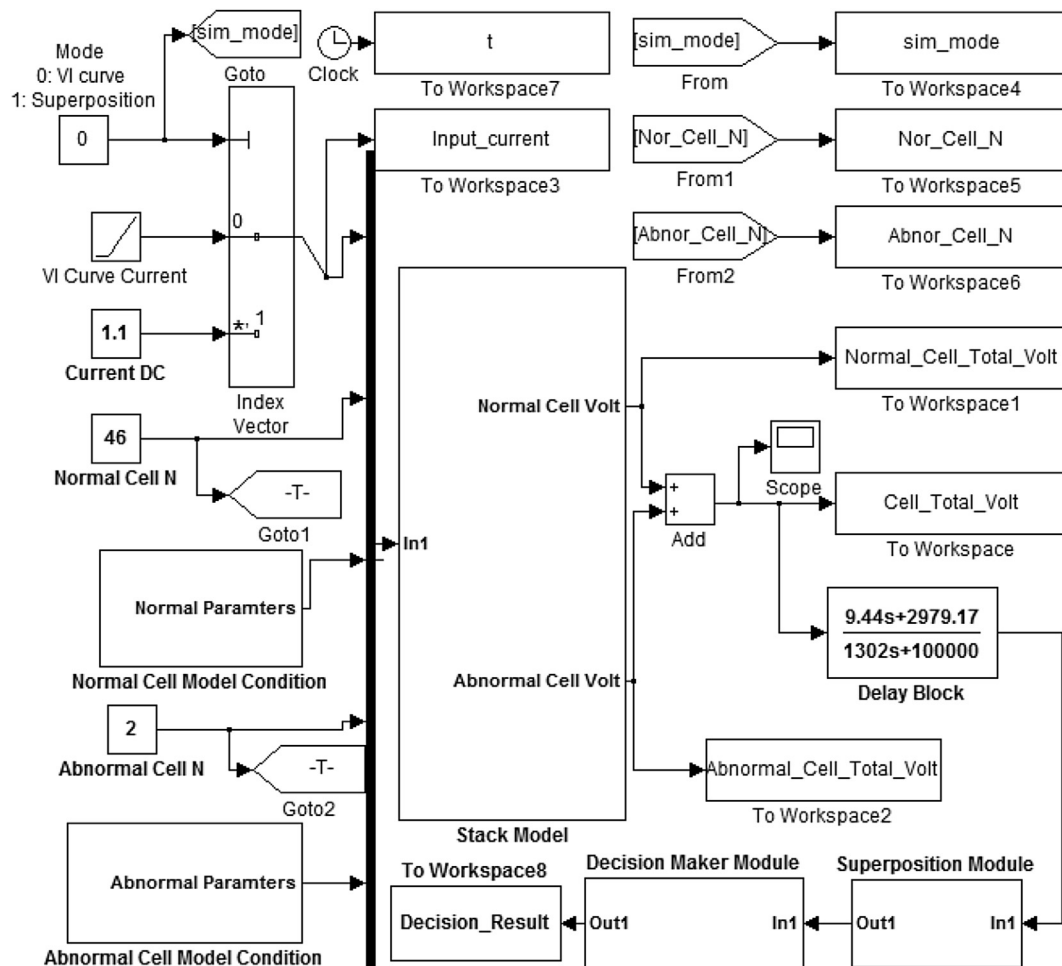 Mode
0: VI curve
1: Superposition
0
[sim_mode]
Goto
Clock
t
To Workspace7
[sim_mode]
From
sim_mode
To Workspace4
Input_current
To Workspace3
[Nor_Cell_N]
From1
Nor_Cell_N
To Workspace5
0
VI Curve Current
[Abnor_Cell_N]
From2
Abnor_Cell_N
To Workspace6
1.1
Current DC
*, 1
Index
Vector
Normal_Cell_Total_Volt
To Workspace1
46
Normal Cell N
-T-
Goto1
Normal Cell Volt
Scope
+
+
Add
Cell_Total_Volt
To Workspace
In1
Normal Paramters
Normal Cell Model Condition
9.44s+2979.17
1302s+100000
Delay Block
Abnormal Cell Volt
2
Abnormal Cell N
-T-
Goto2
Abnormal_Cell_Total_Volt
To Workspace2
Stack Model
Abnormal Paramters
Abnormal Cell Model Condition
To Workspace8
Decision_Result
Decision Maker Module
Out1
In1
Superposition Module
Out1
In1